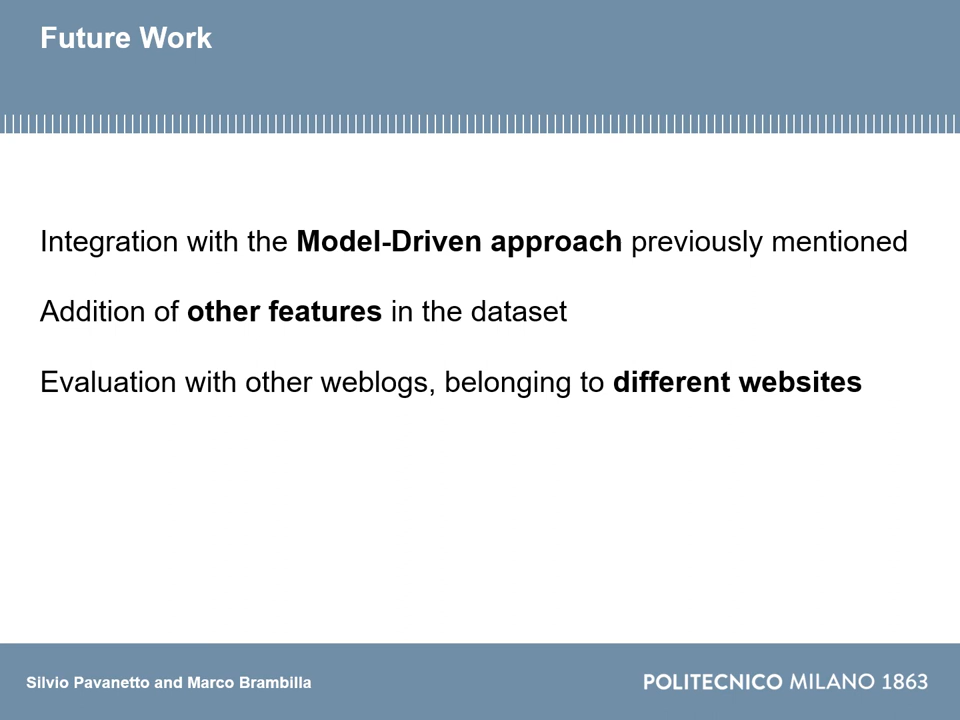 Future Work
Integration with the Model-Driven approach previously mentioned
Addition of other features in the dataset
Evaluation with other weblogs, belonging to different websites
Silvio Pavanetto and Marco Brambilla
POLITECNICO MILANO 1863